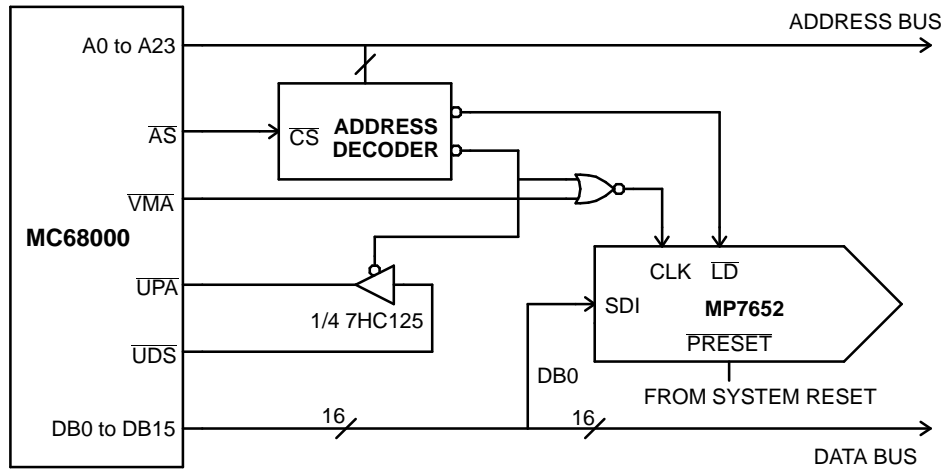 ADDRESS BUS
A0 to A23
AS
CS
ADDRESS
DECODER
VMA
MC68000
CLK
LD
UPA
SDI
MP7652
1/4 7HC125
PRESET
UDS
DB0
FROM SYSTEM RESET
DB0 to DB15
16
16
DATA BUS